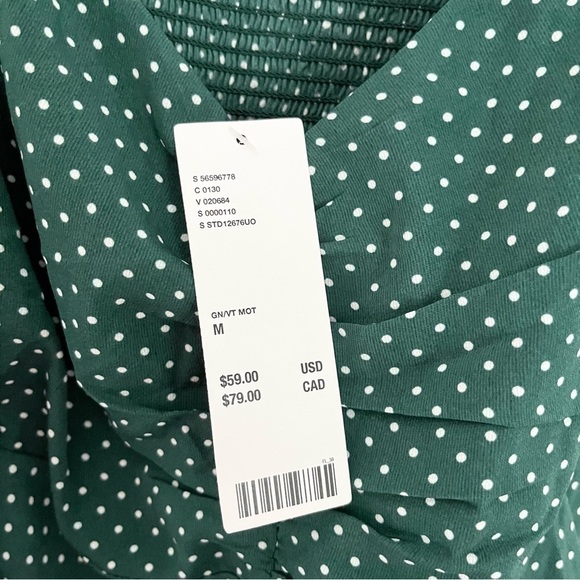 S 56596778
C 0130
V 020684
S 0000110
S STD12676UO
GN/VT MOT
M
$59.00 USD
$79.00 CAD